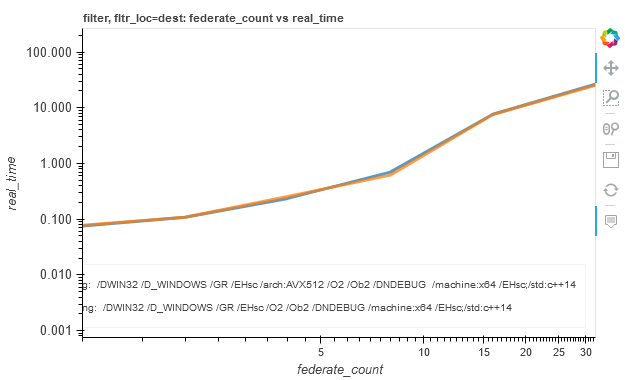 filter, fltr_loc=dest: federate_count vs real_time
100.000
10.000
1.000
0.100
0.010
0.001
real_time
g: /DWIN32 /D_WINDOWS /GR /EHsc /arch:AVX512 /O2 /Ob2 /DNDEBUG /machine:x64 /EHsc;/std:c++14
ng: /DWIN32 /D_WINDOWS /GR /EHsc /O2 /Ob2 /DNDEBUG /machine:x64 /EHsc;/std:c++14
5 10 15 20 25 30
federate_count